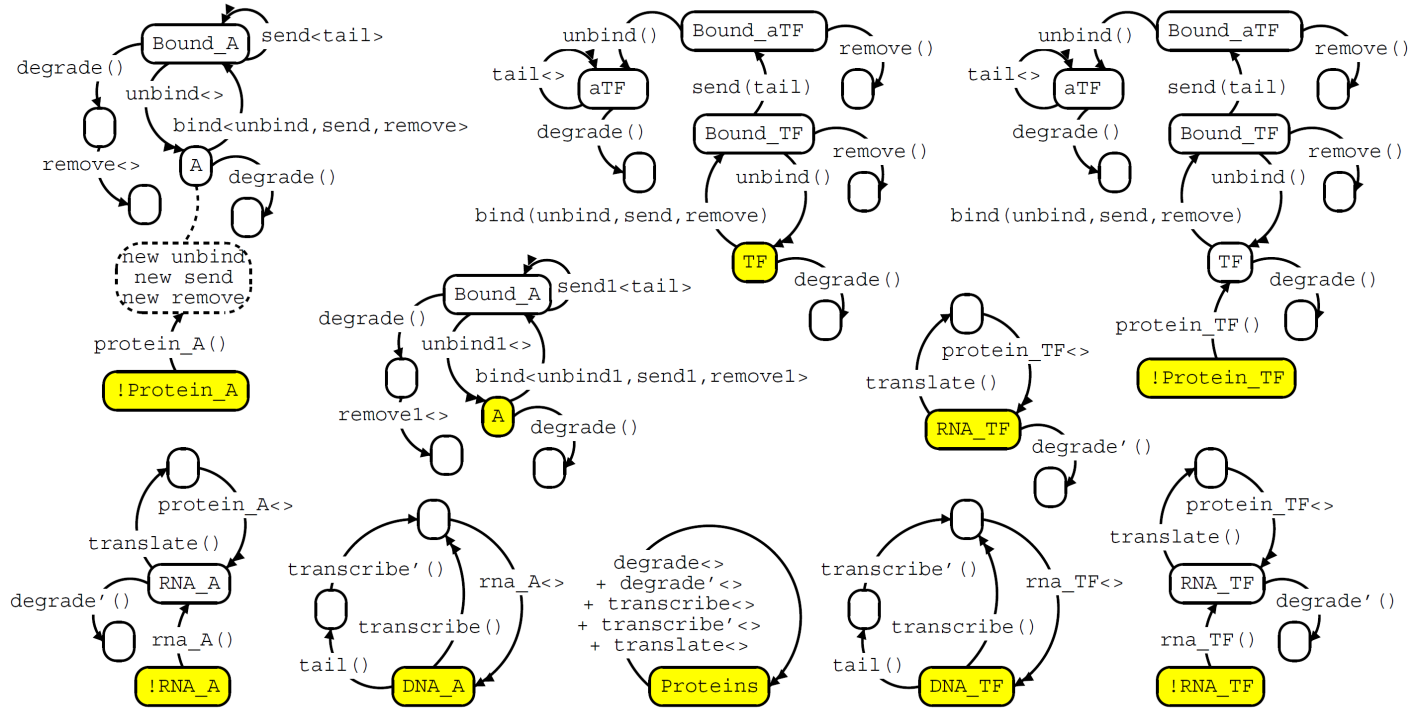 Bound_A
send<tail>
degrade()
unbind<>
bind<unbind,send,remove>
remove<>
A
degrade()
new unbind
new send
new remove
protein_A()
!Protein_A
unbind()
Bound_aTF
remove()
tail<>
aTF
send(tail)
degrade()
Bound_TF
remove()
unbind()
bind(unbind,send,remove)
TF
degrade()
unbind()
Bound_aTF
remove()
tail<>
aTF
send(tail)
degrade()
Bound_TF
remove()
unbind()
bind(unbind,send,remove)
TF
degrade()
protein_TF()
!Protein_TF
Bound_A
send1<tail>
degrade()
unbind1<>
bind<unbind1,send1,remove1>
remove1<>
A
degrade()
protein_TF<>
translate()
RNA_TF
degrade'()
protein_A<>
translate()
RNA_A
degrade'()
rna_A()
!RNA_A
transcribe'()
rna_A<>
transcribe()
tail()
DNA_A
degrade<>
+ degrade'<>
+ transcribe<>
+ transcribe'<>
+ translate<>
Proteins
transcribe'()
rna_TF<>
transcribe()
tail()
DNA_TF
protein_TF<>
translate()
RNA_TF
degrade'()
rna_TF()
!RNA_TF